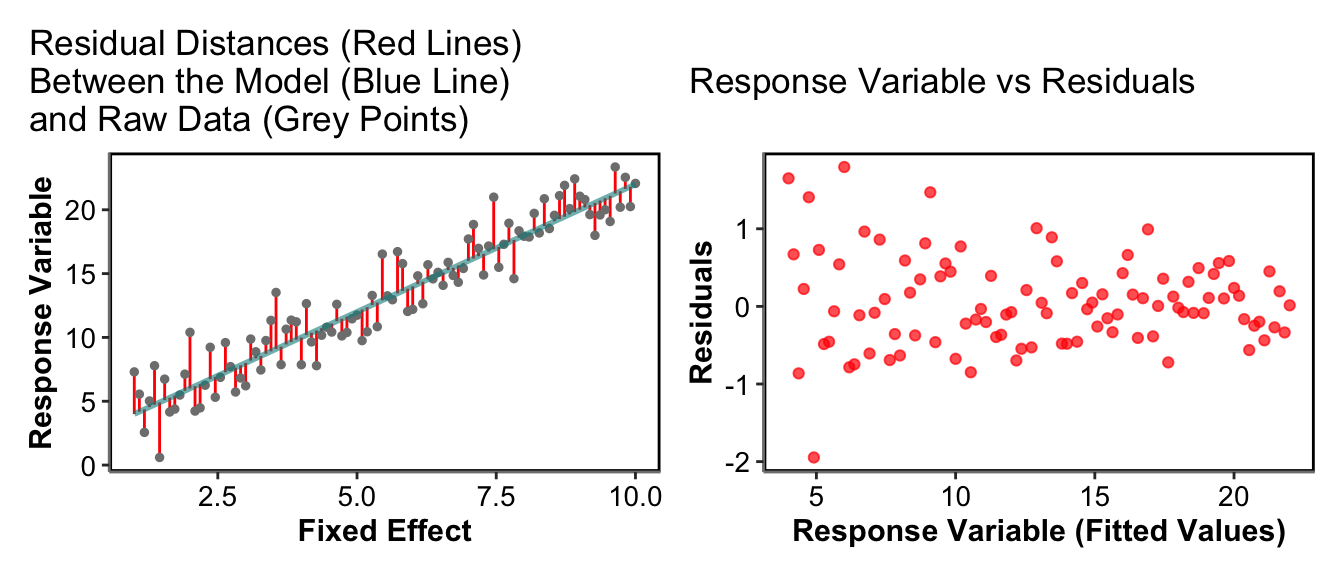 Residual Distances (Red Lines)
Between the Model (Blue Line)
and Raw Data (Grey Points)
Response Variable
20
15
10
5
0
2.5
5.0
7.5
10.0
Fixed Effect
Response Variable vs Residuals
Residuals
1
0
-1
-2
5
10
15
20
Response Variable (Fitted Values)